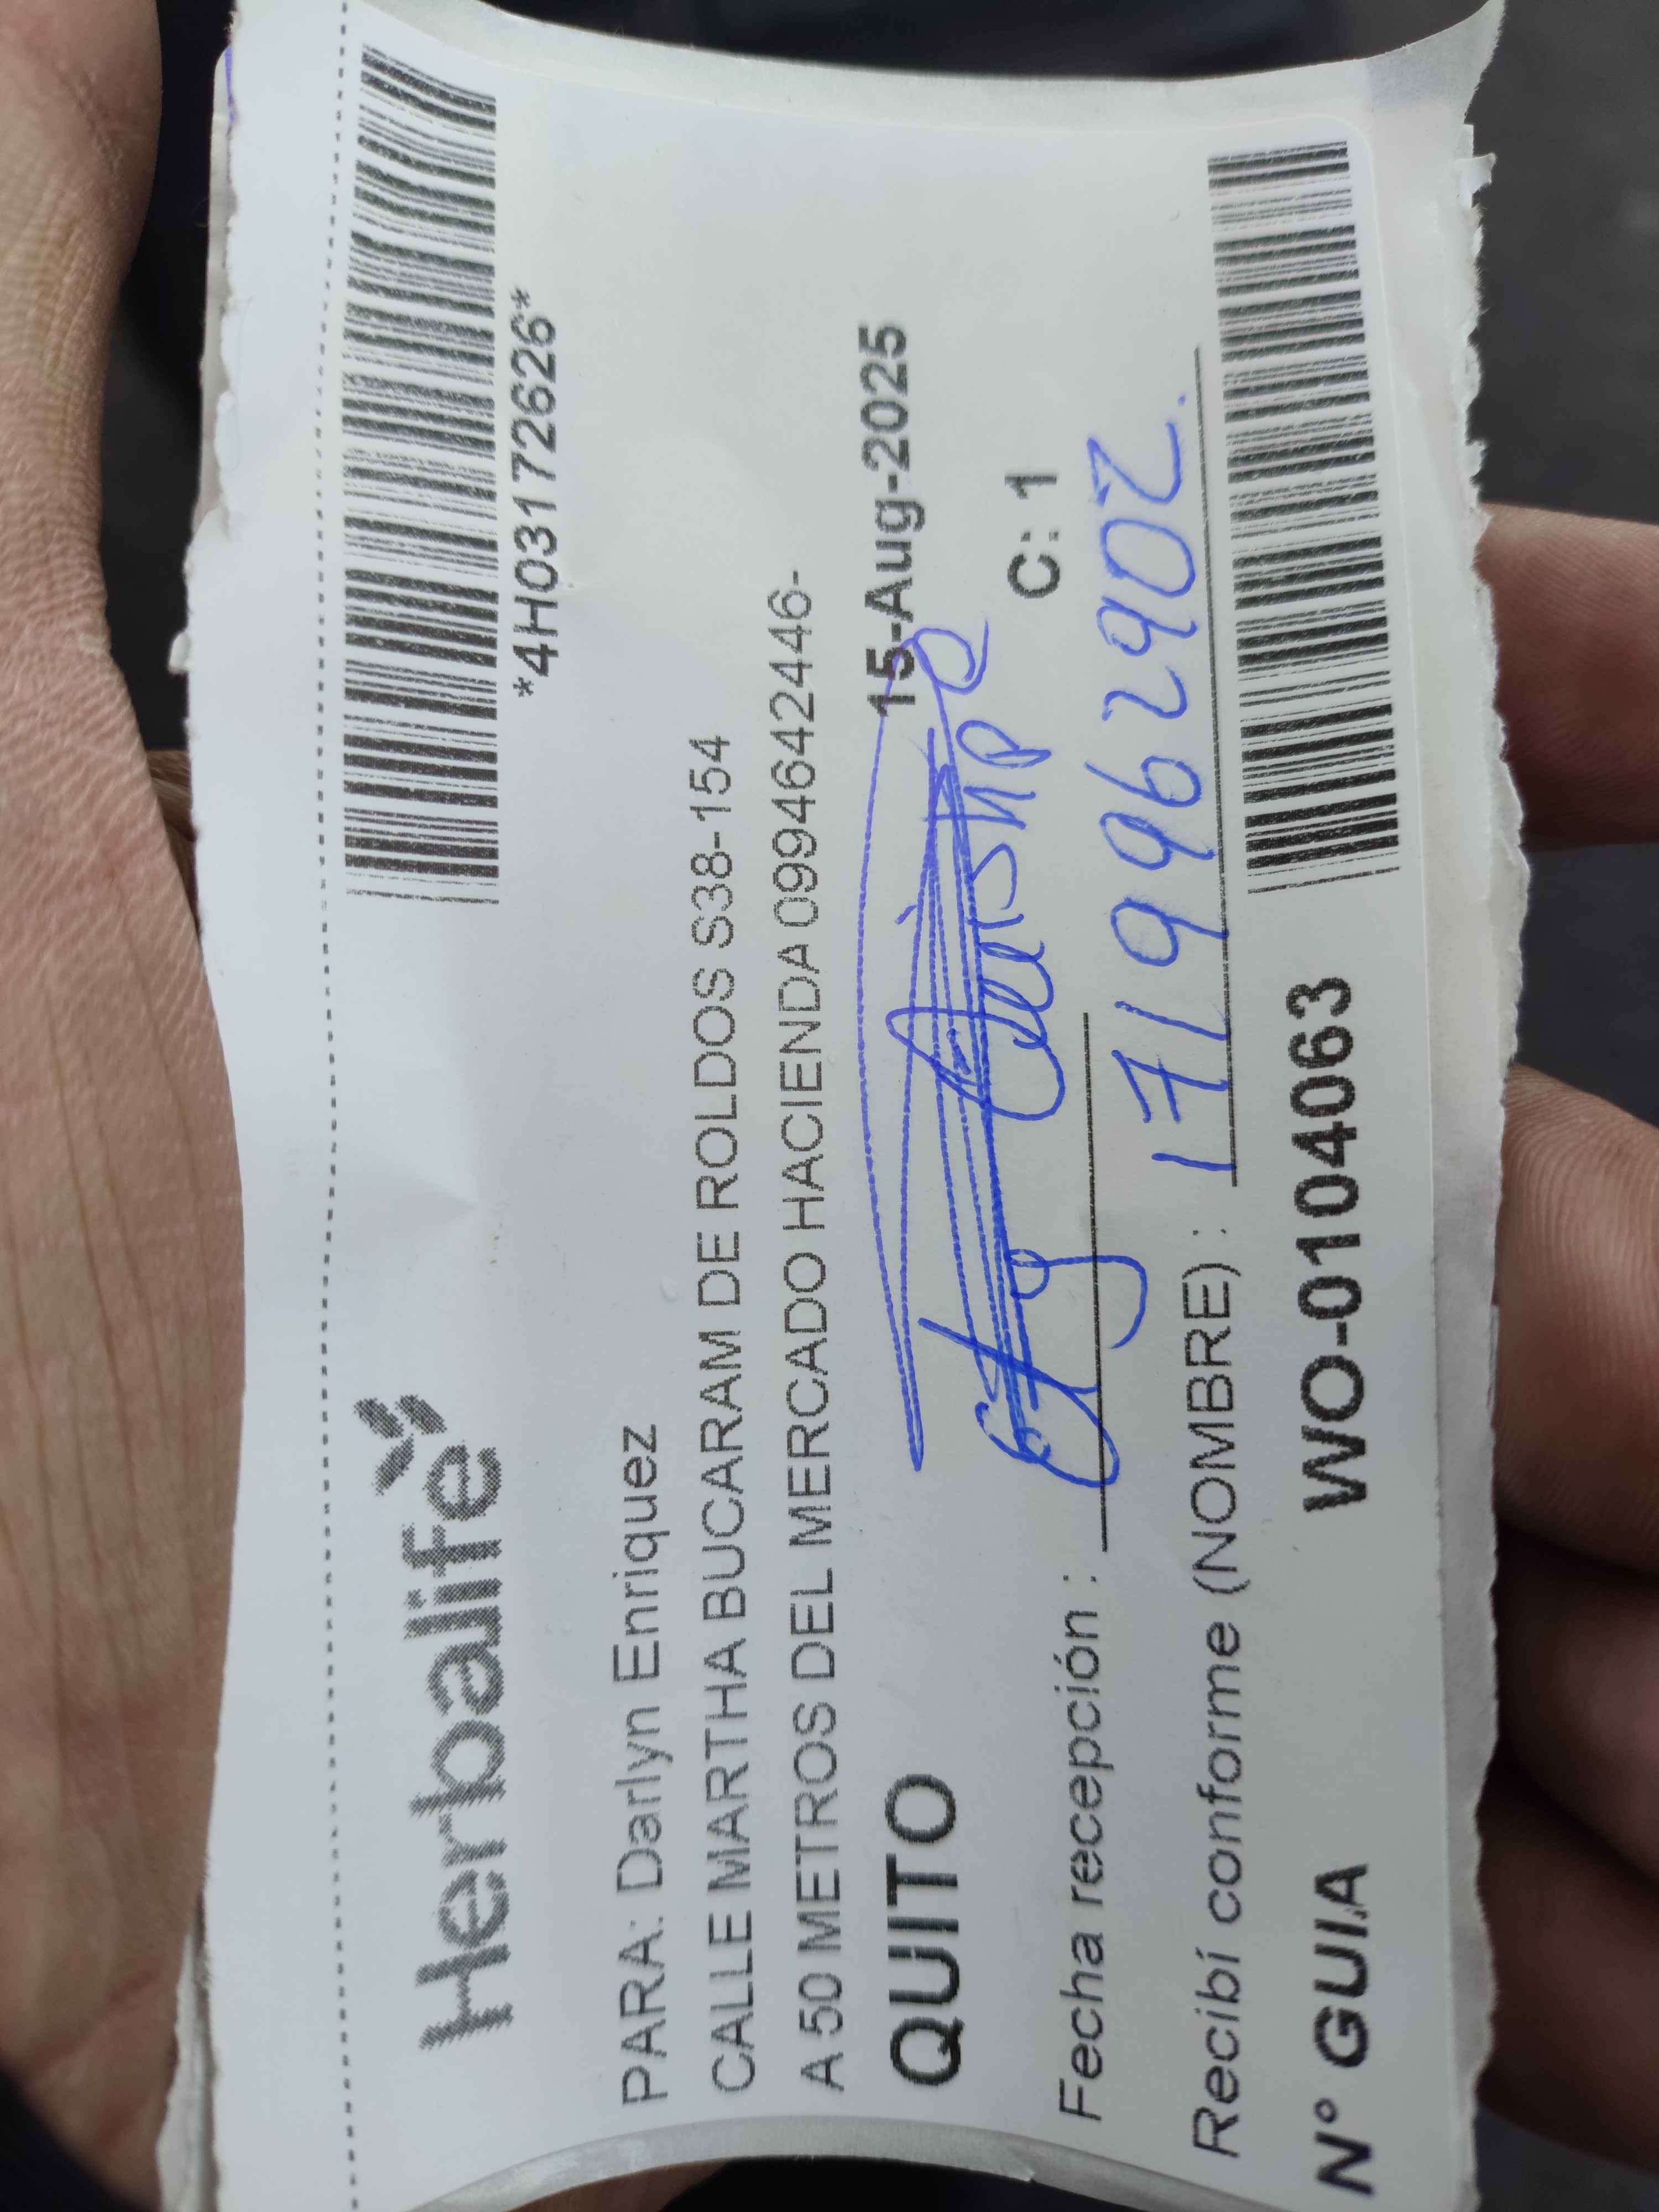 Herbalife
*4H03172626*
PARA: Darlyn Enriquez
CALLE MARTHA BUCARAM DE ROLDOS S38-154
A 50 METROS DEL MERCADO HACIENDA 0994642446-
QUITO 15-Aug-2025
C: 1
Fecha recepción :
Recibí conforme (NOMBRE) : 1719962902
N° GUIA WO-0104063